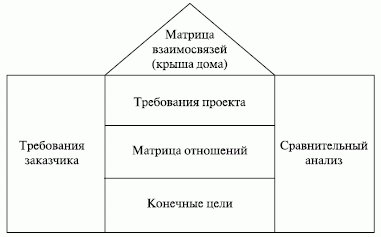 Матрица
взаимосвязей
(крыша дома)
Требования проекта
Требования
заказчика
Матрица отношений
Сравнительный
анализ
Конечные цели